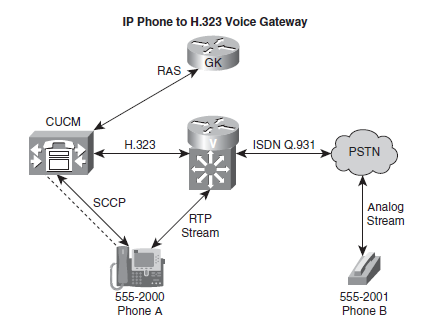 IP Phone to H.323 Voice Gateway
GK
RAS
CUCM
H.323
V
ISDN Q.931
PSTN
SCCP
RTP
Stream
Analog
Stream
555-2000
Phone A
555-2001
Phone B